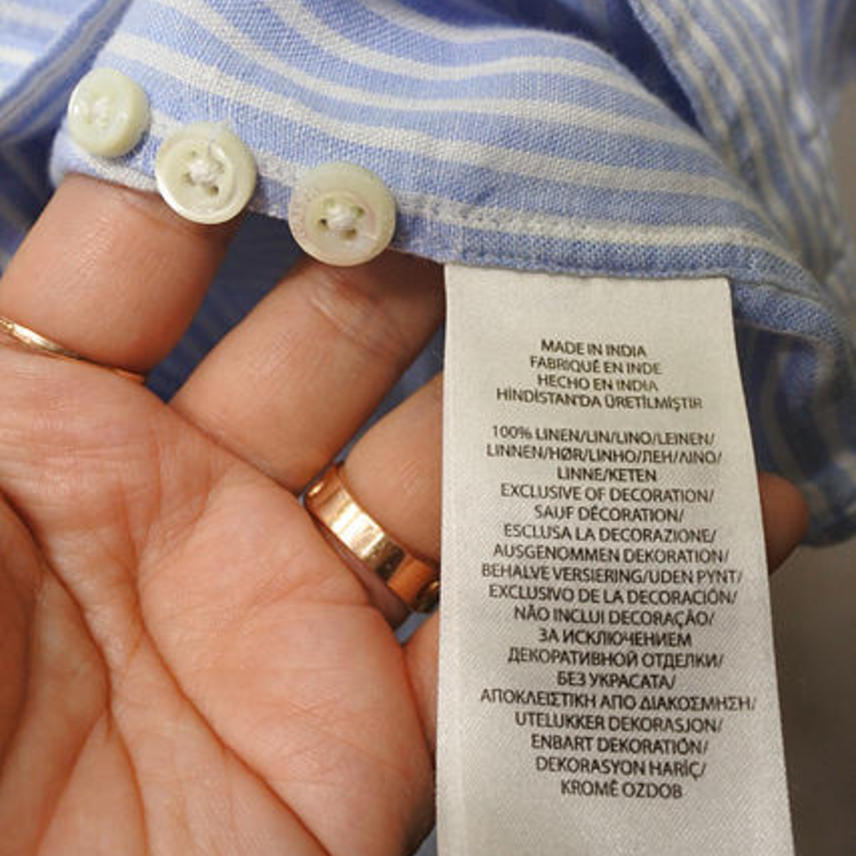 MADE IN INDIA
FABRIQUÉ EN INDE
HECHO EN INDIA
HİNDİSTAN'DA ÜRETİLMİŞTİR
100% LINEN/LIN/LINO/LEINEN/
LINNEN/HØR/LINHO/ЛЕН/ΛΙΝΟ/
LINNE/KETEN
EXCLUSIVE OF DECORATION/
SAUF DÉCORATION/
ESCLUSA LA DECORAZIONE/
AUSGENOMMEN DEKORATION/
BEHALVE VERSIERING/UDEN PYNT/
EXCLUSIVO DE LA DECORACIÓN/
NÃO INCLUI DECORAÇÃO/
ЗА ИСКЛЮЧЕНИЕМ
ДЕКОРАТИВНОЙ ОТДЕЛКИ/
БЕЗ УКРАСАТА/
ΑΠΟΚΛΕΙΣΤΙΚΗ ΑΠΟ ΔΙΑΚΟΣΜΗΣΗ/
UTELUKKER DEKORASJON/
ENBART DEKORATIÓN/
DEKORASYON HARİÇ/
KROMĚ OZDOB